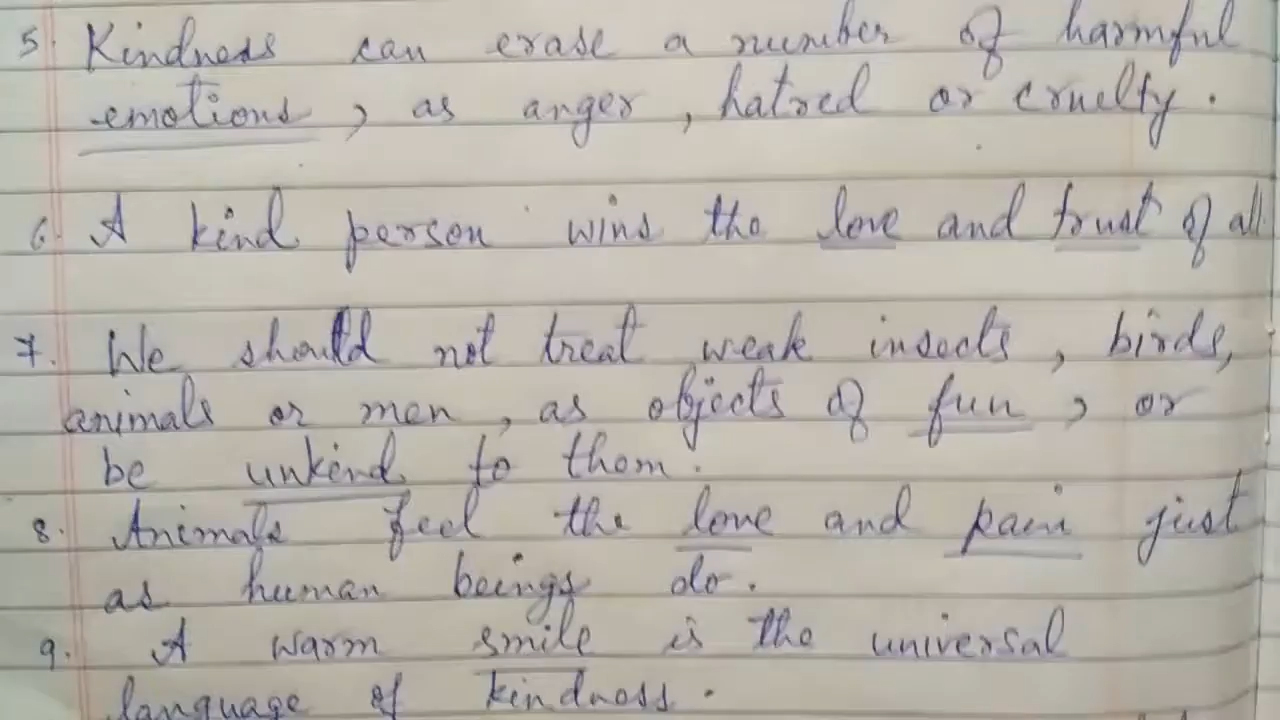 5. Kindness can erase a number of harmful
emotions, as anger, hatred or cruelty.
6. A kind person wins the love and trust of all
7. We should not treat weak insects, birds,
animals or men, as objects of fun, or
be unkind to them.
8. Animals feel the love and pain just
as human beings do.
9. A warm smile is the universal
language of kindness.